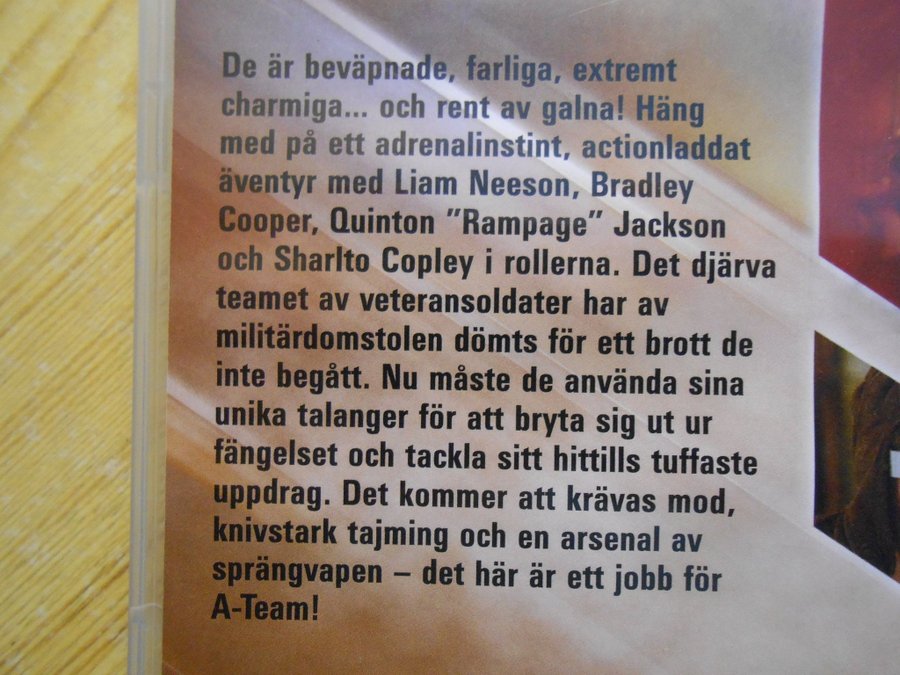 De är beväpnade, farliga, extremt
charmiga... och rent av galna! Häng
med på ett adrenalinstint, actionladdat
äventyr med Liam Neeson, Bradley
Cooper, Quinton ”Rampage” Jackson
och Sharlto Copley i rollerna. Det djärva
teamet av veteransoldater har av
militärdomstolen dömts för ett brott de
inte begått. Nu måste de använda sina
unika talanger för att bryta sig ut ur
fängelset och tackla sitt hittills tuffaste
uppdrag. Det kommer att krävas mod,
knivstark tajming och en arsenal av
sprängvapen – det här är ett jobb för
A-Team!